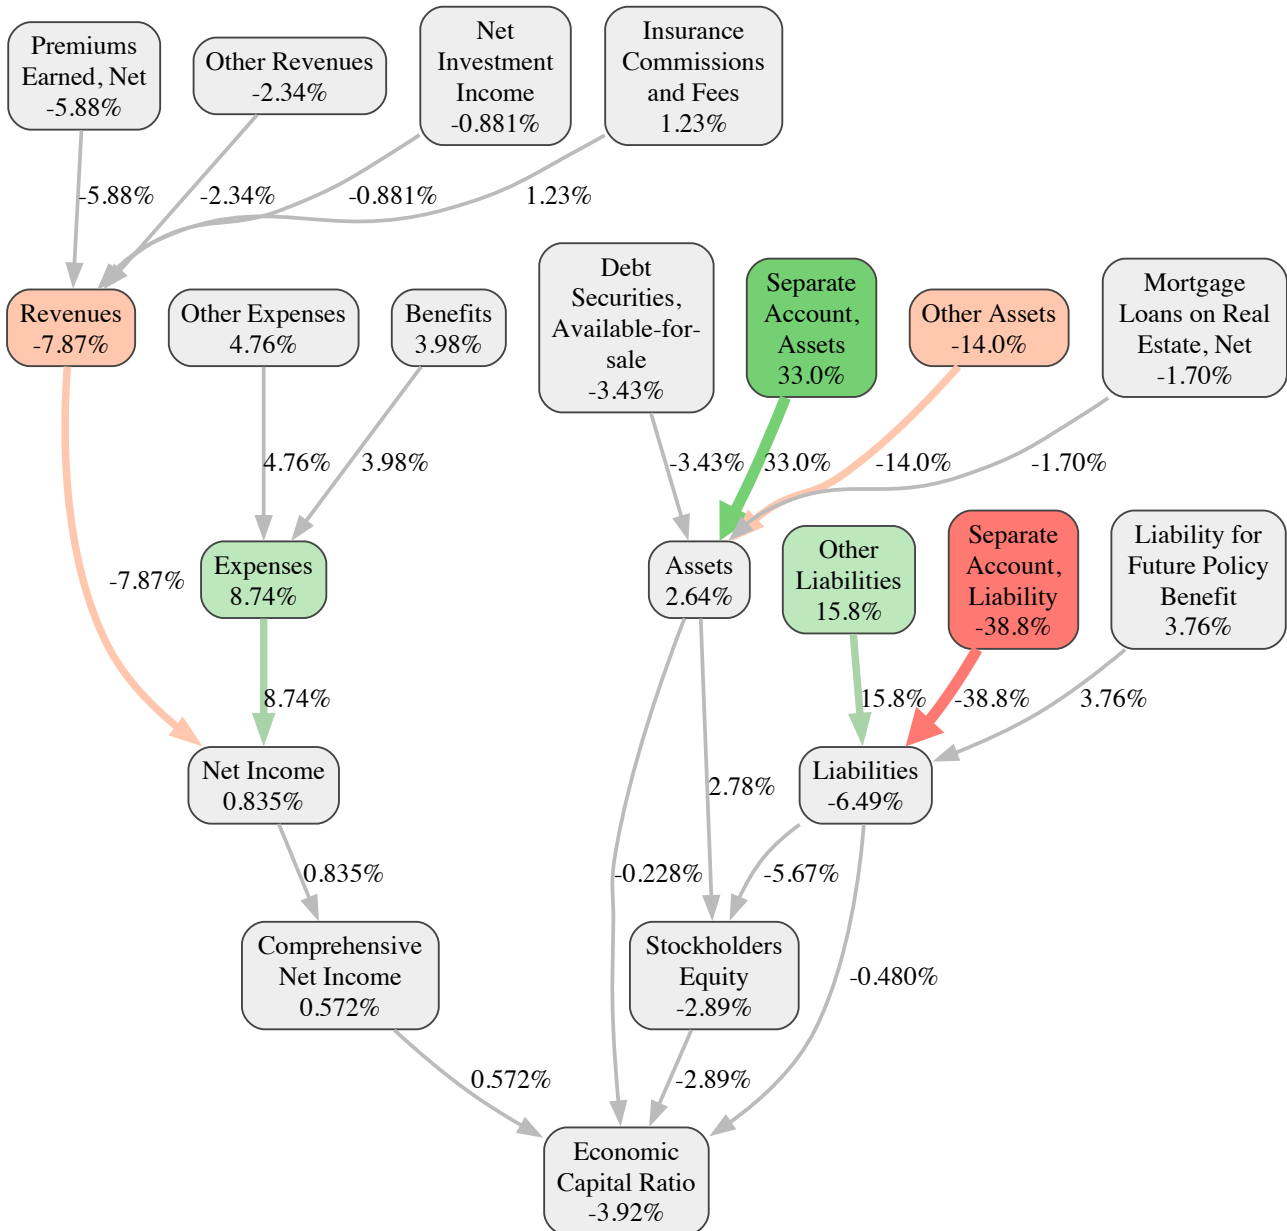 Premiums
Earned, Net
-5.88%
Other Revenues
-2.34%
Net
Investment
Income
-0.881%
Insurance
Commissions
and Fees
1.23%
-5.88%
-2.34%
-0.881%
1.23%
Revenues
-7.87%
Other Expenses
4.76%
Benefits
3.98%
Debt
Securities,
Available-for-
sale
-3.43%
Separate
Account,
Assets
33.0%
Other Assets
-14.0%
Mortgage
Loans on Real
Estate, Net
-1.70%
4.76%
3.98%
-3.43%
33.0%
-14.0%
-1.70%
-7.87%
Expenses
8.74%
Assets
2.64%
Other
Liabilities
15.8%
Separate
Account,
Liability
-38.8%
Liability for
Future Policy
Benefit
3.76%
8.74%
15.8%
-38.8%
3.76%
Net Income
0.835%
2.78%
Liabilities
-6.49%
0.835%
-0.228%
-5.67%
Comprehensive
Net Income
0.572%
Stockholders
Equity
-2.89%
-0.480%
0.572%
-2.89%
Economic
Capital Ratio
-3.92%